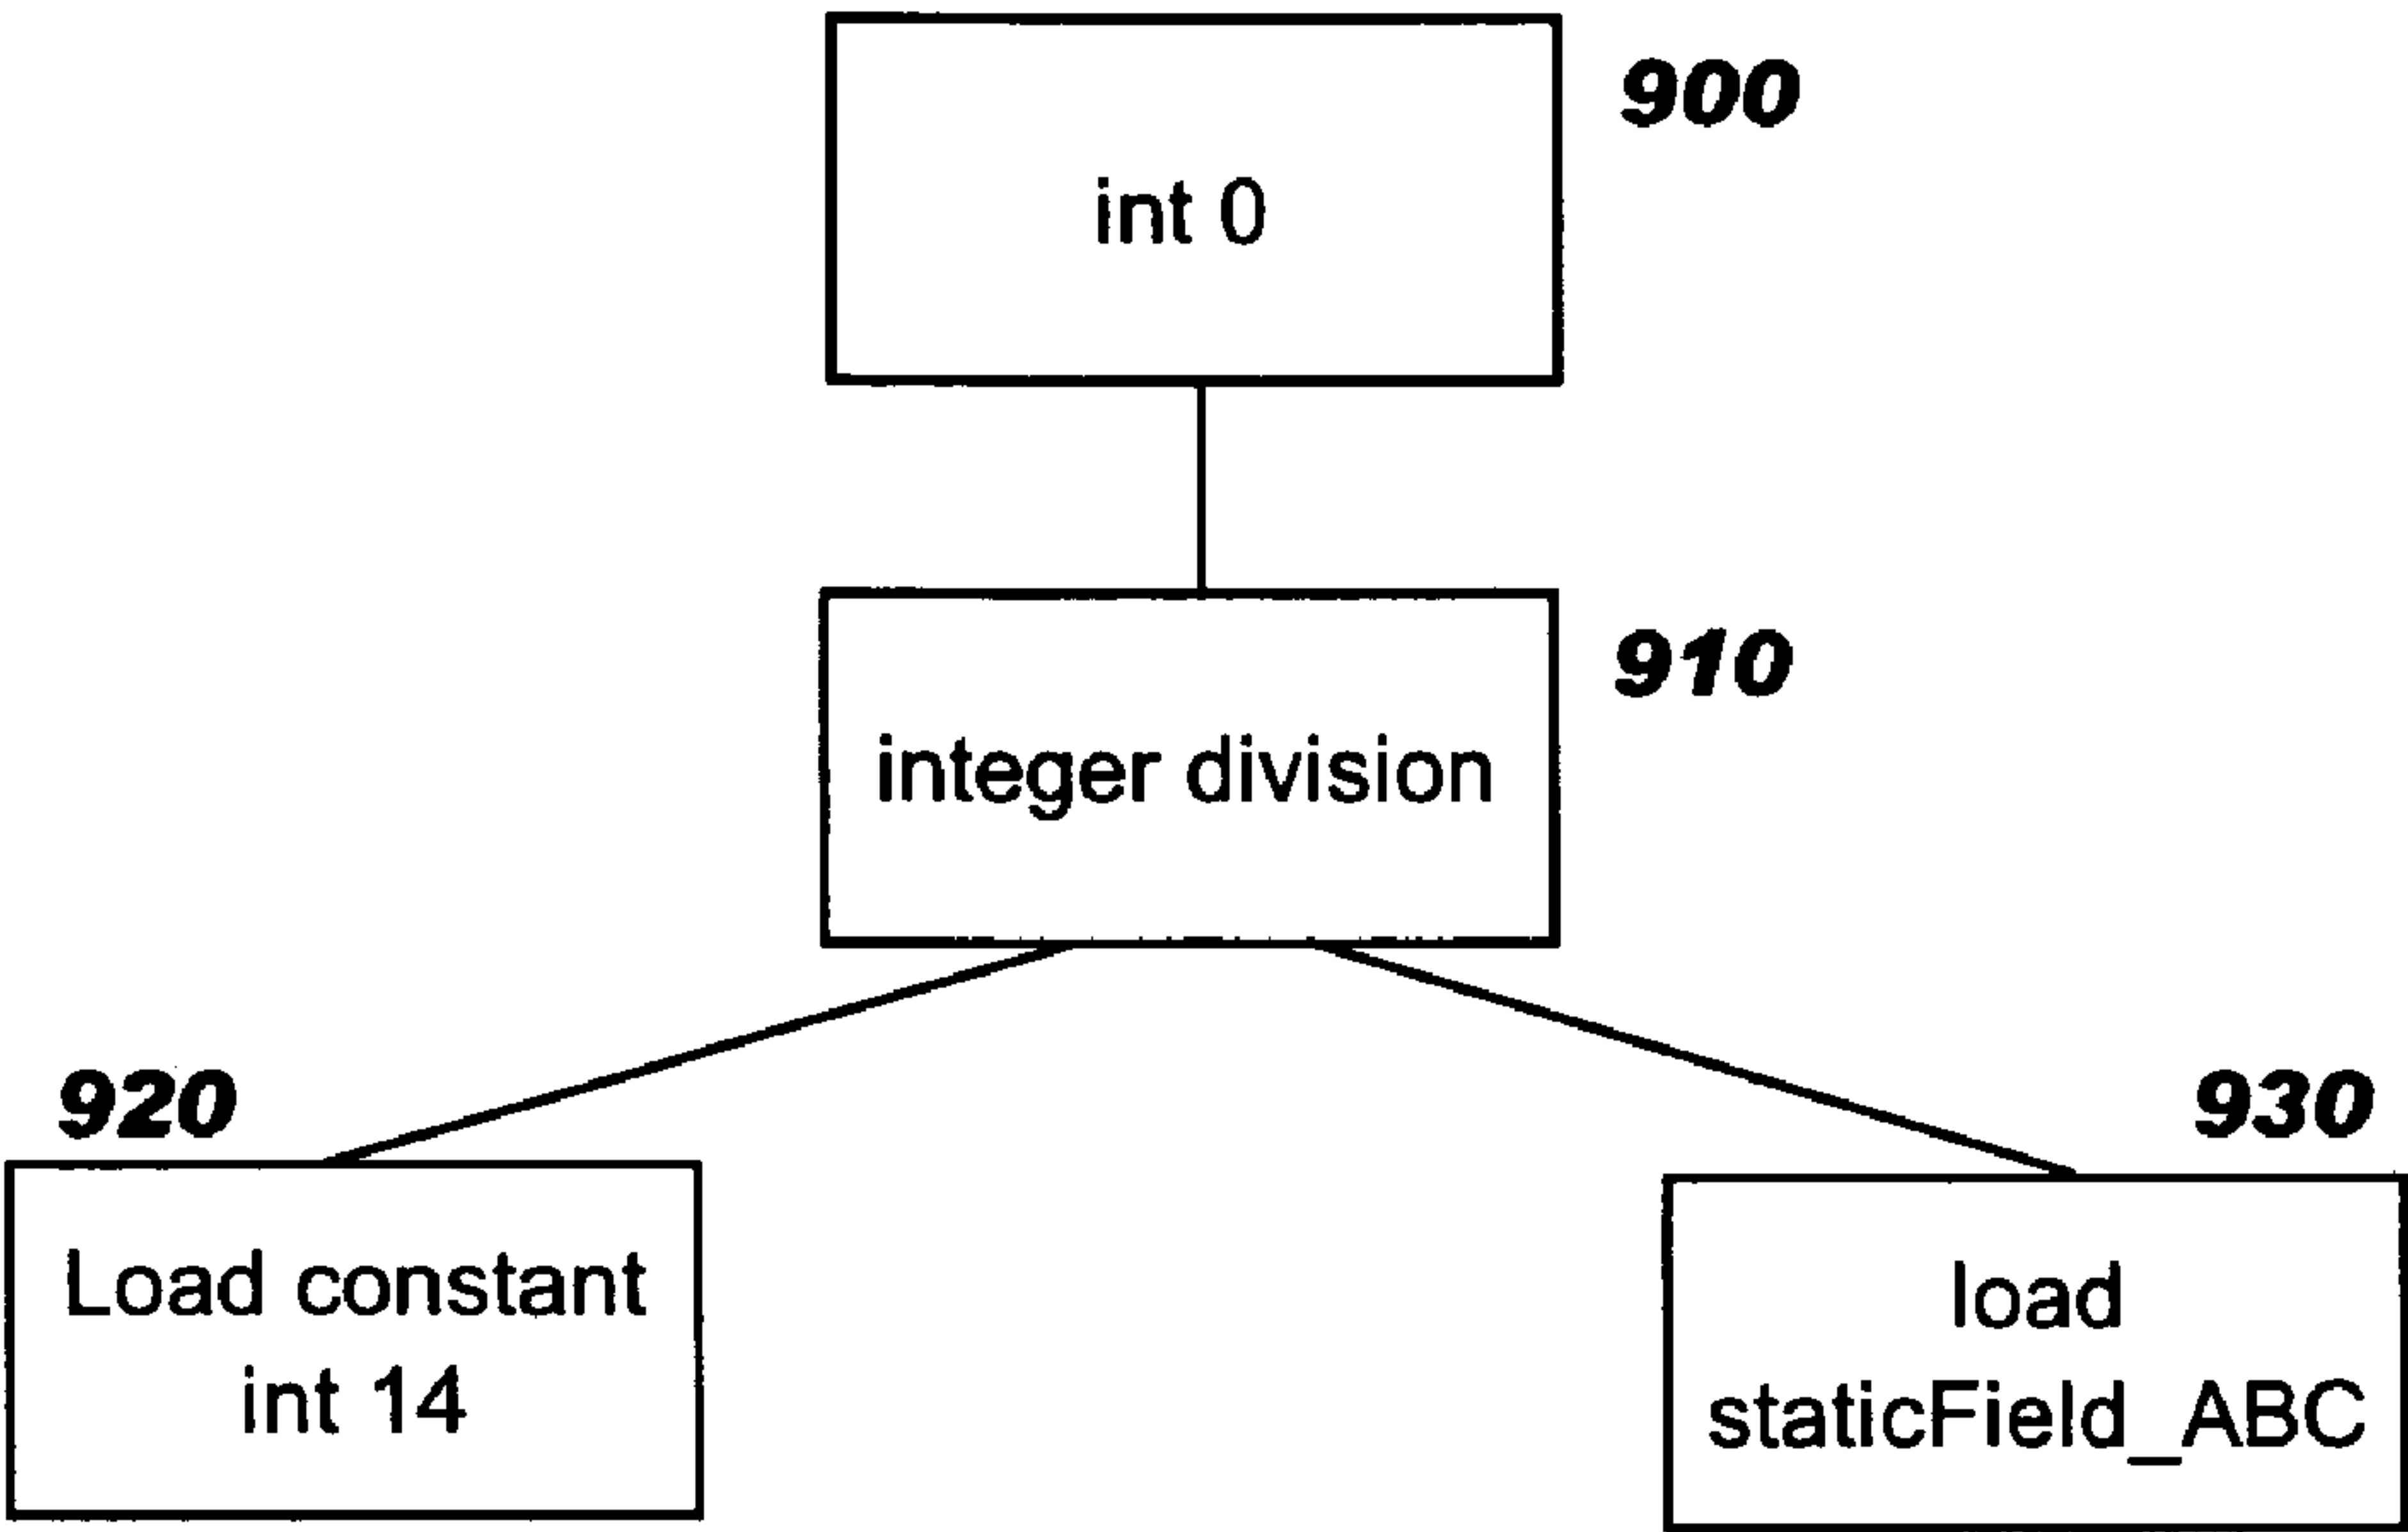 int 0
900
integer division
910
920
Load constant
int 14
930
load
staticField_ABC